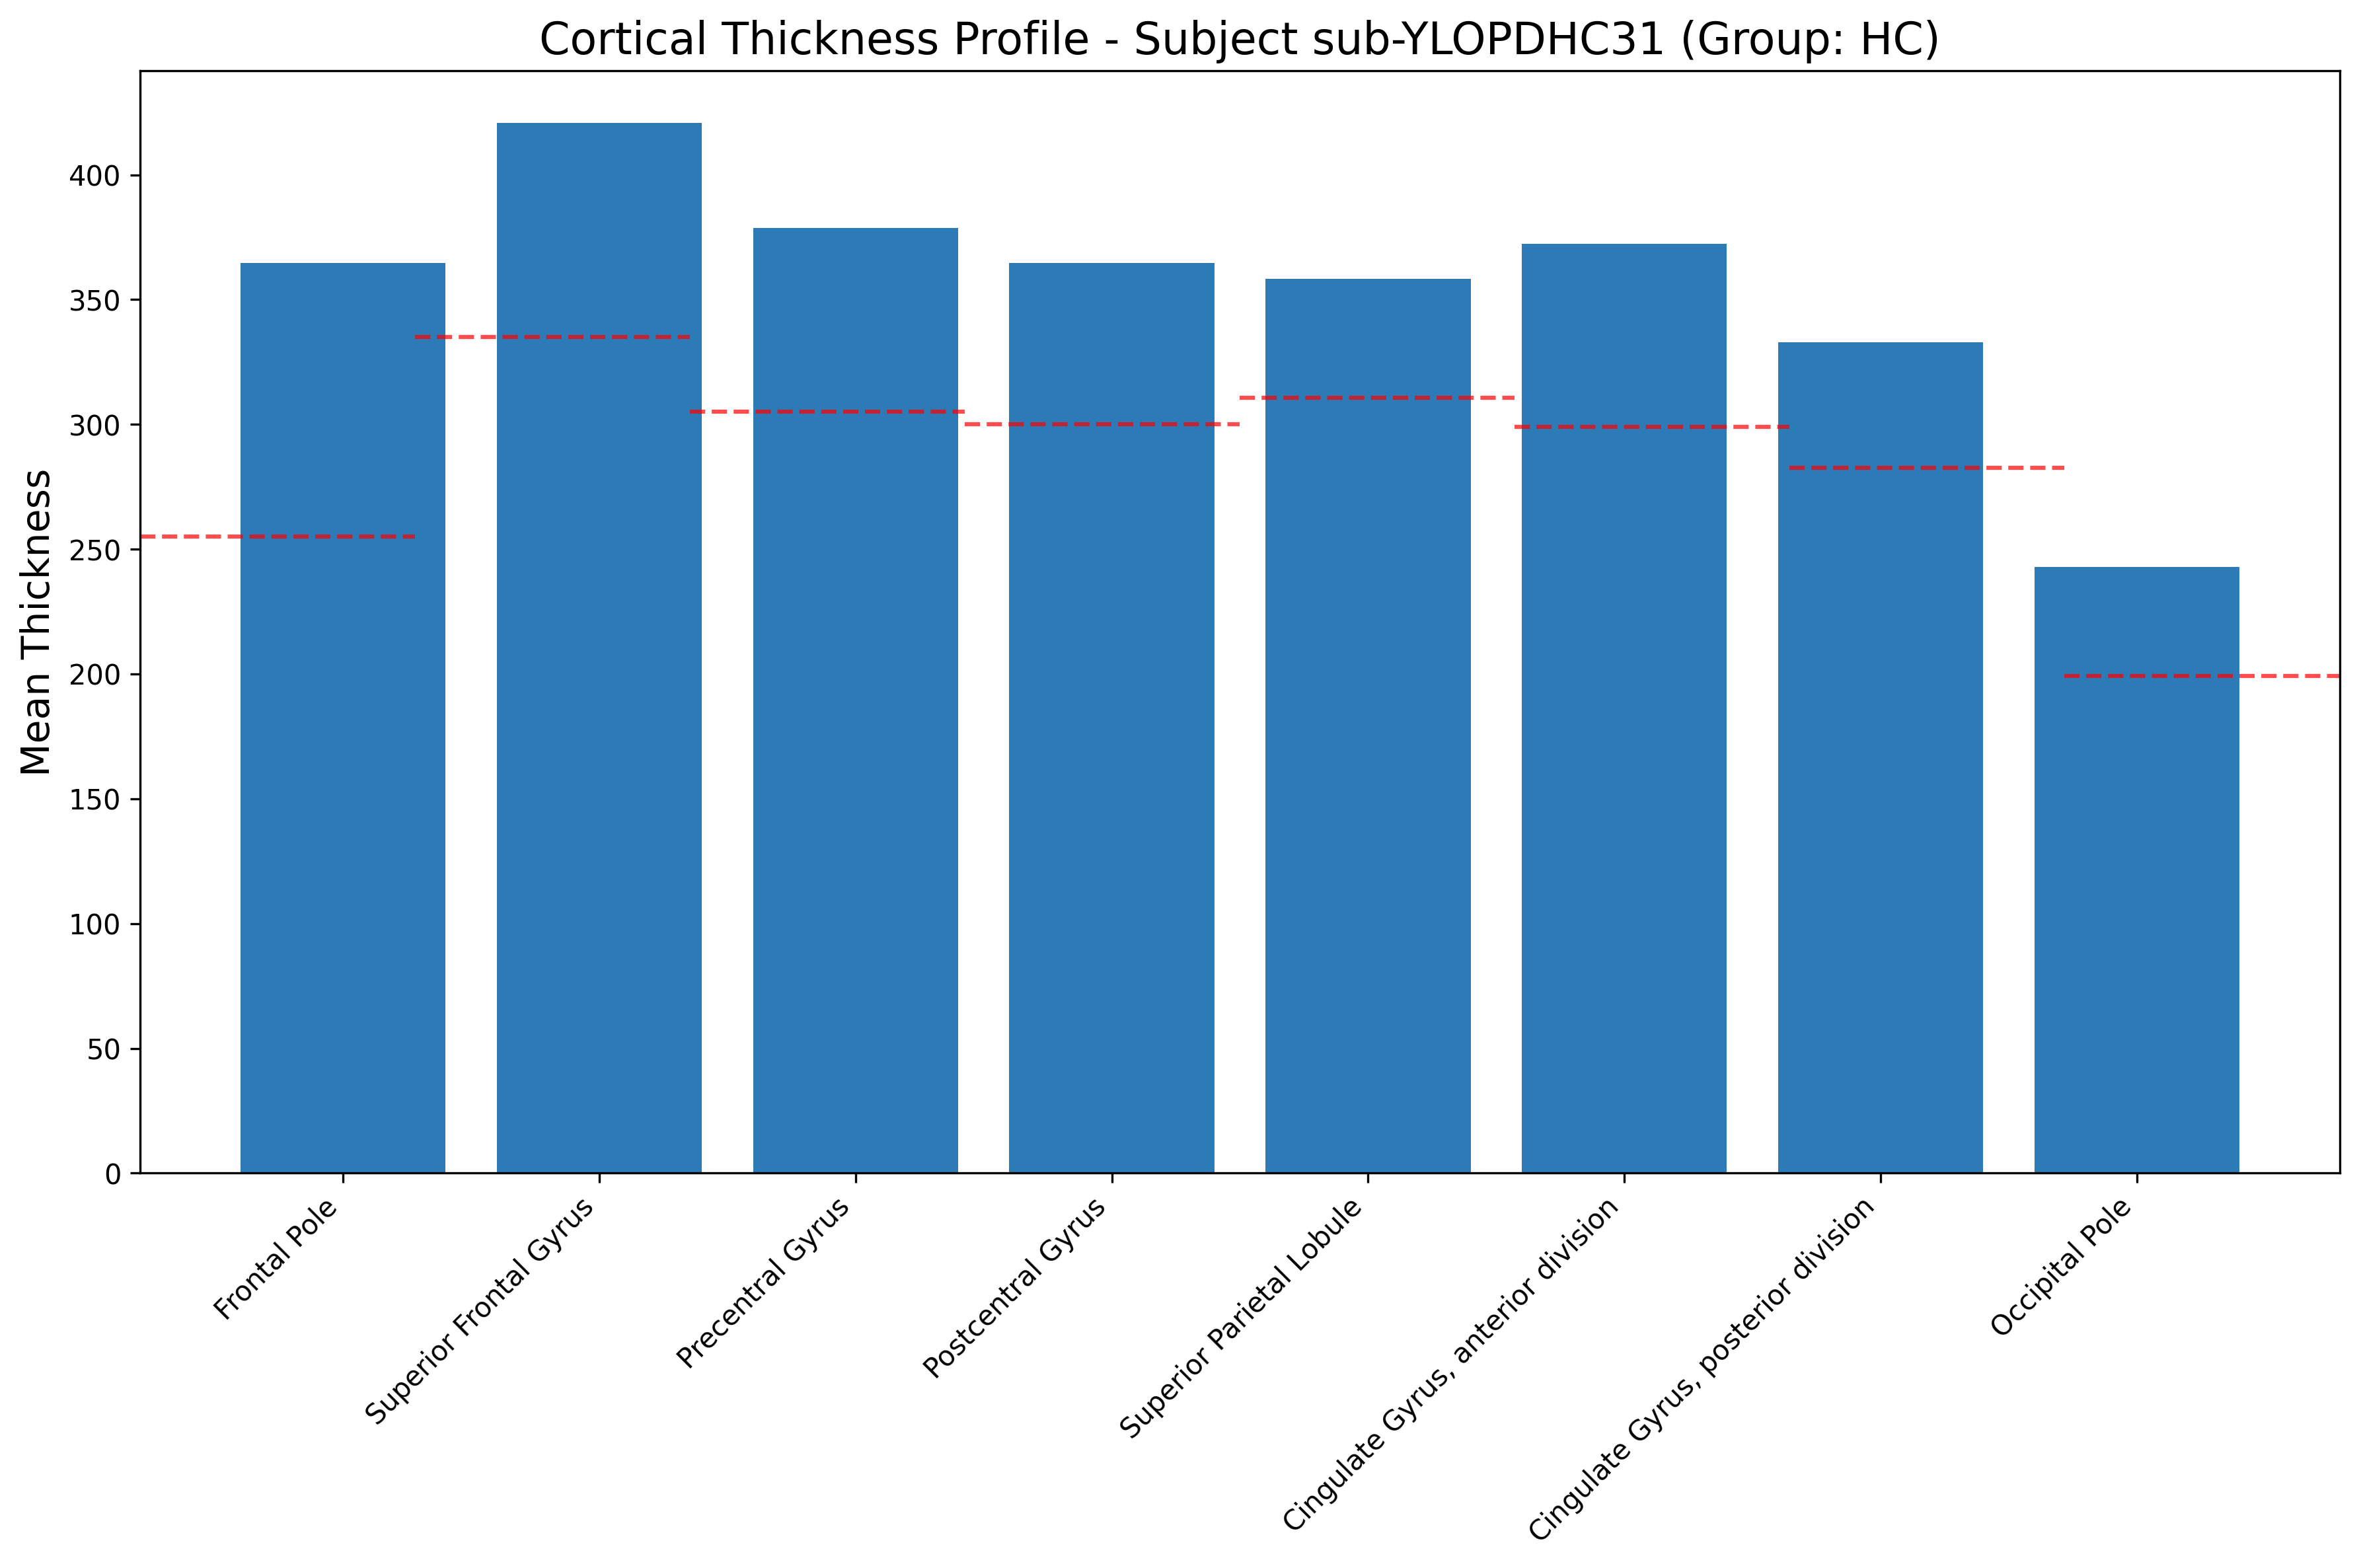 Cortical Thickness Profile - Subject sub-YLOPDHC31 (Group: HC)
Mean Thickness
400
350
300
250
200
150
100
50
0
Frontal Pole
Superior Frontal Gyrus
Precentral Gyrus
Postcentral Gyrus
Superior Parietal Lobule
Cingulate Gyrus, anterior division
Cingulate Gyrus, posterior division
Occipital Pole